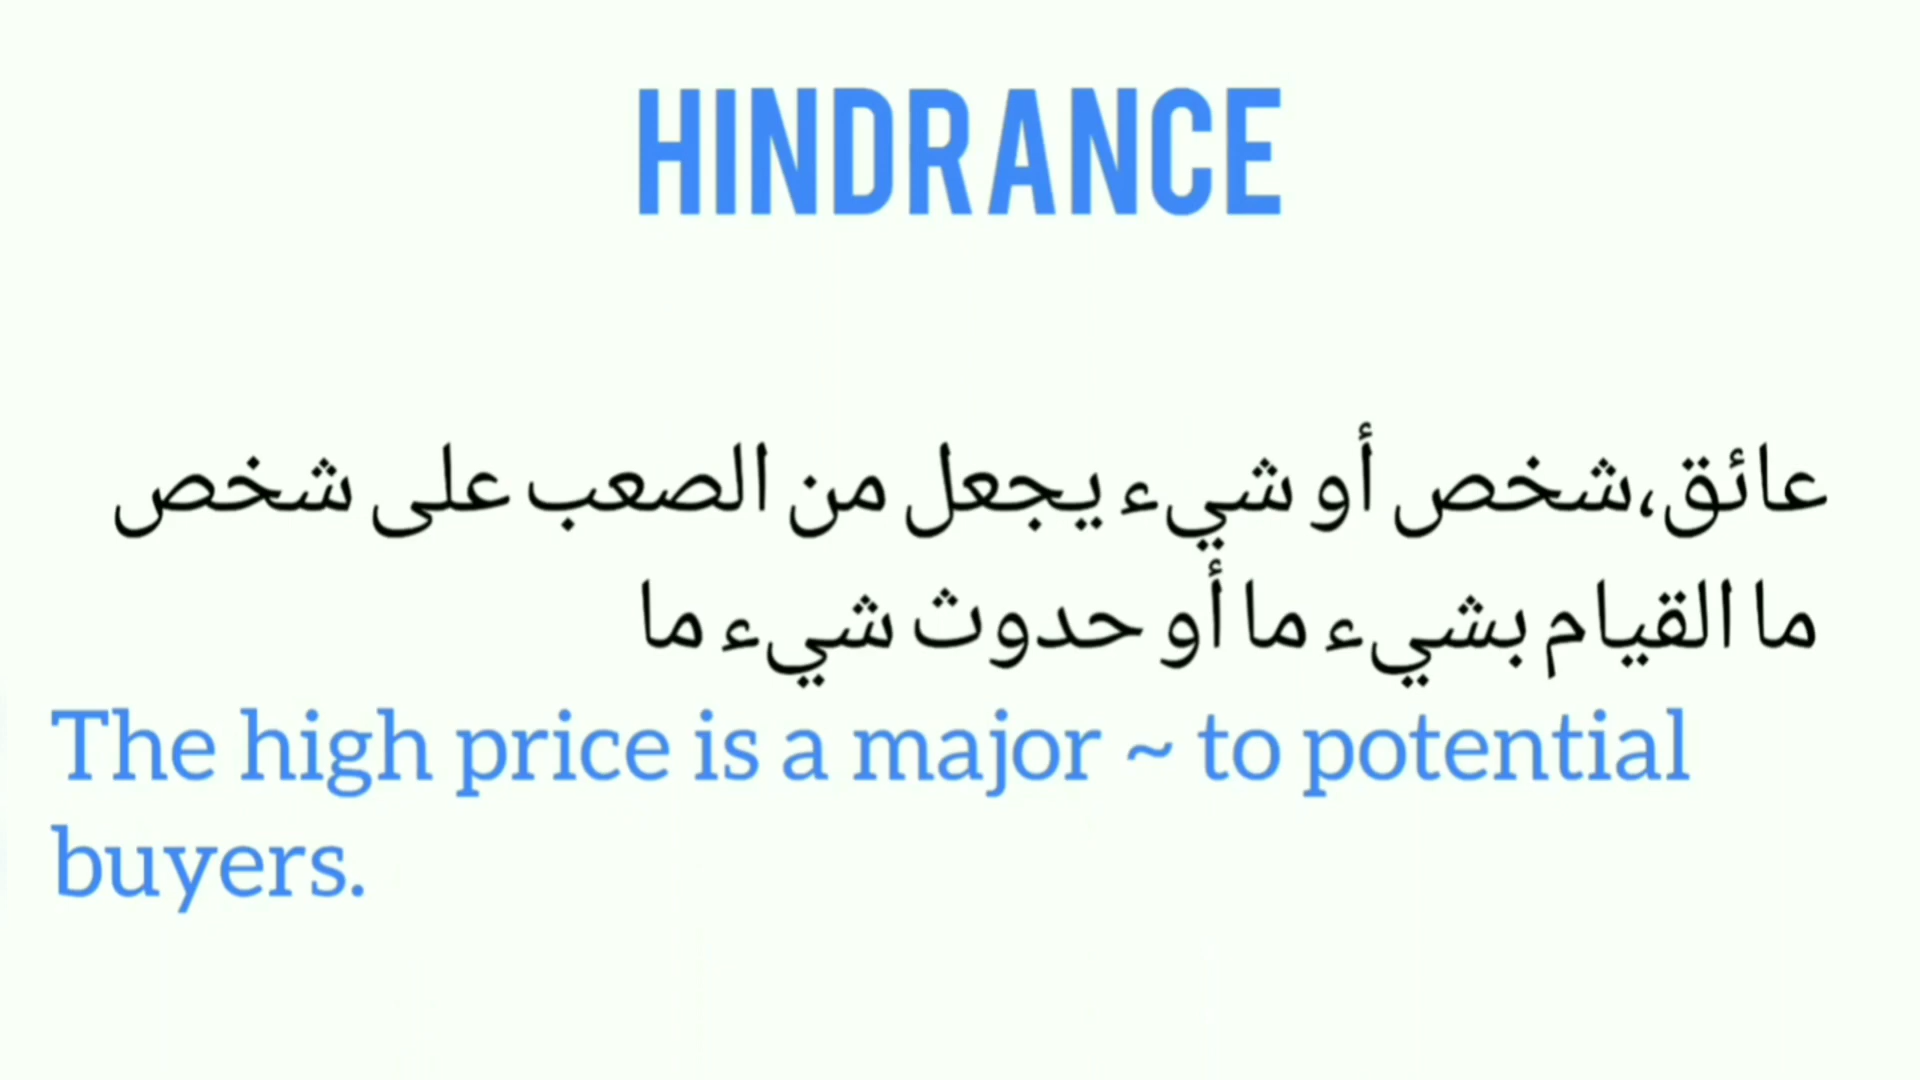 HINDRANCE
عائق،شخص أو شيء يجعل من الصعب على شخص
ما القيام بشيء ما أو حدوث شيء ما
The high price is a major ~ to potential
buyers.